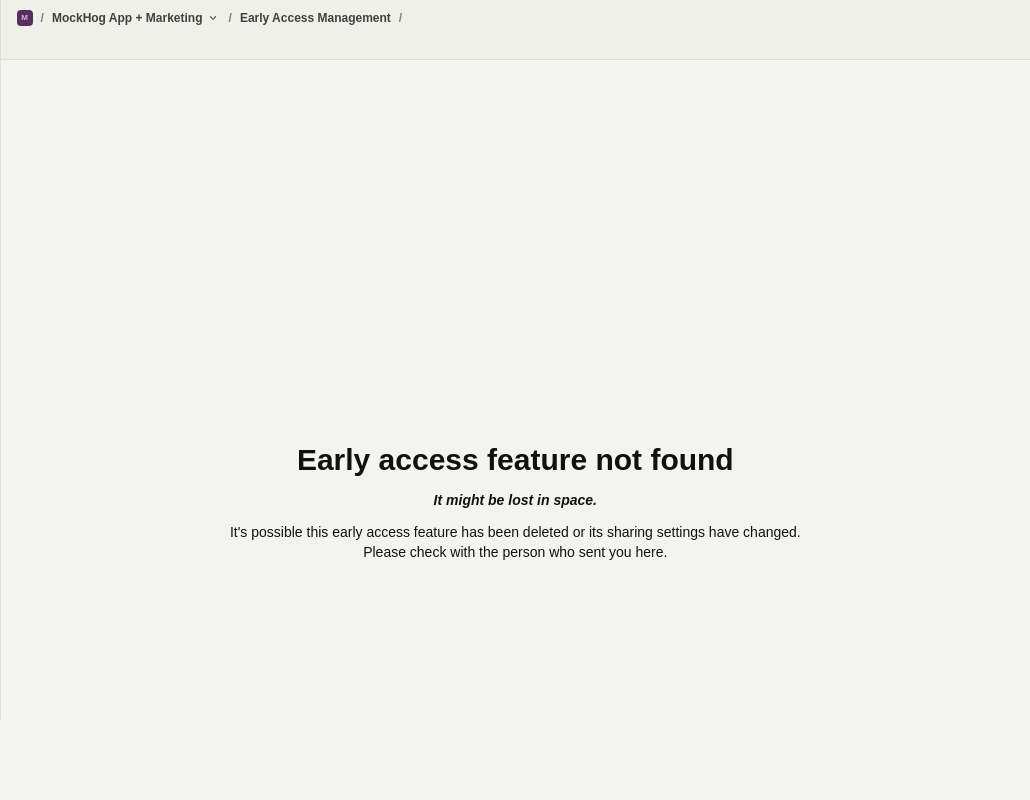 M / MockHog App + Marketing / Early Access Management /
Early access feature not found
It might be lost in space.
It's possible this early access feature has been deleted or its sharing settings have changed.
Please check with the person who sent you here.